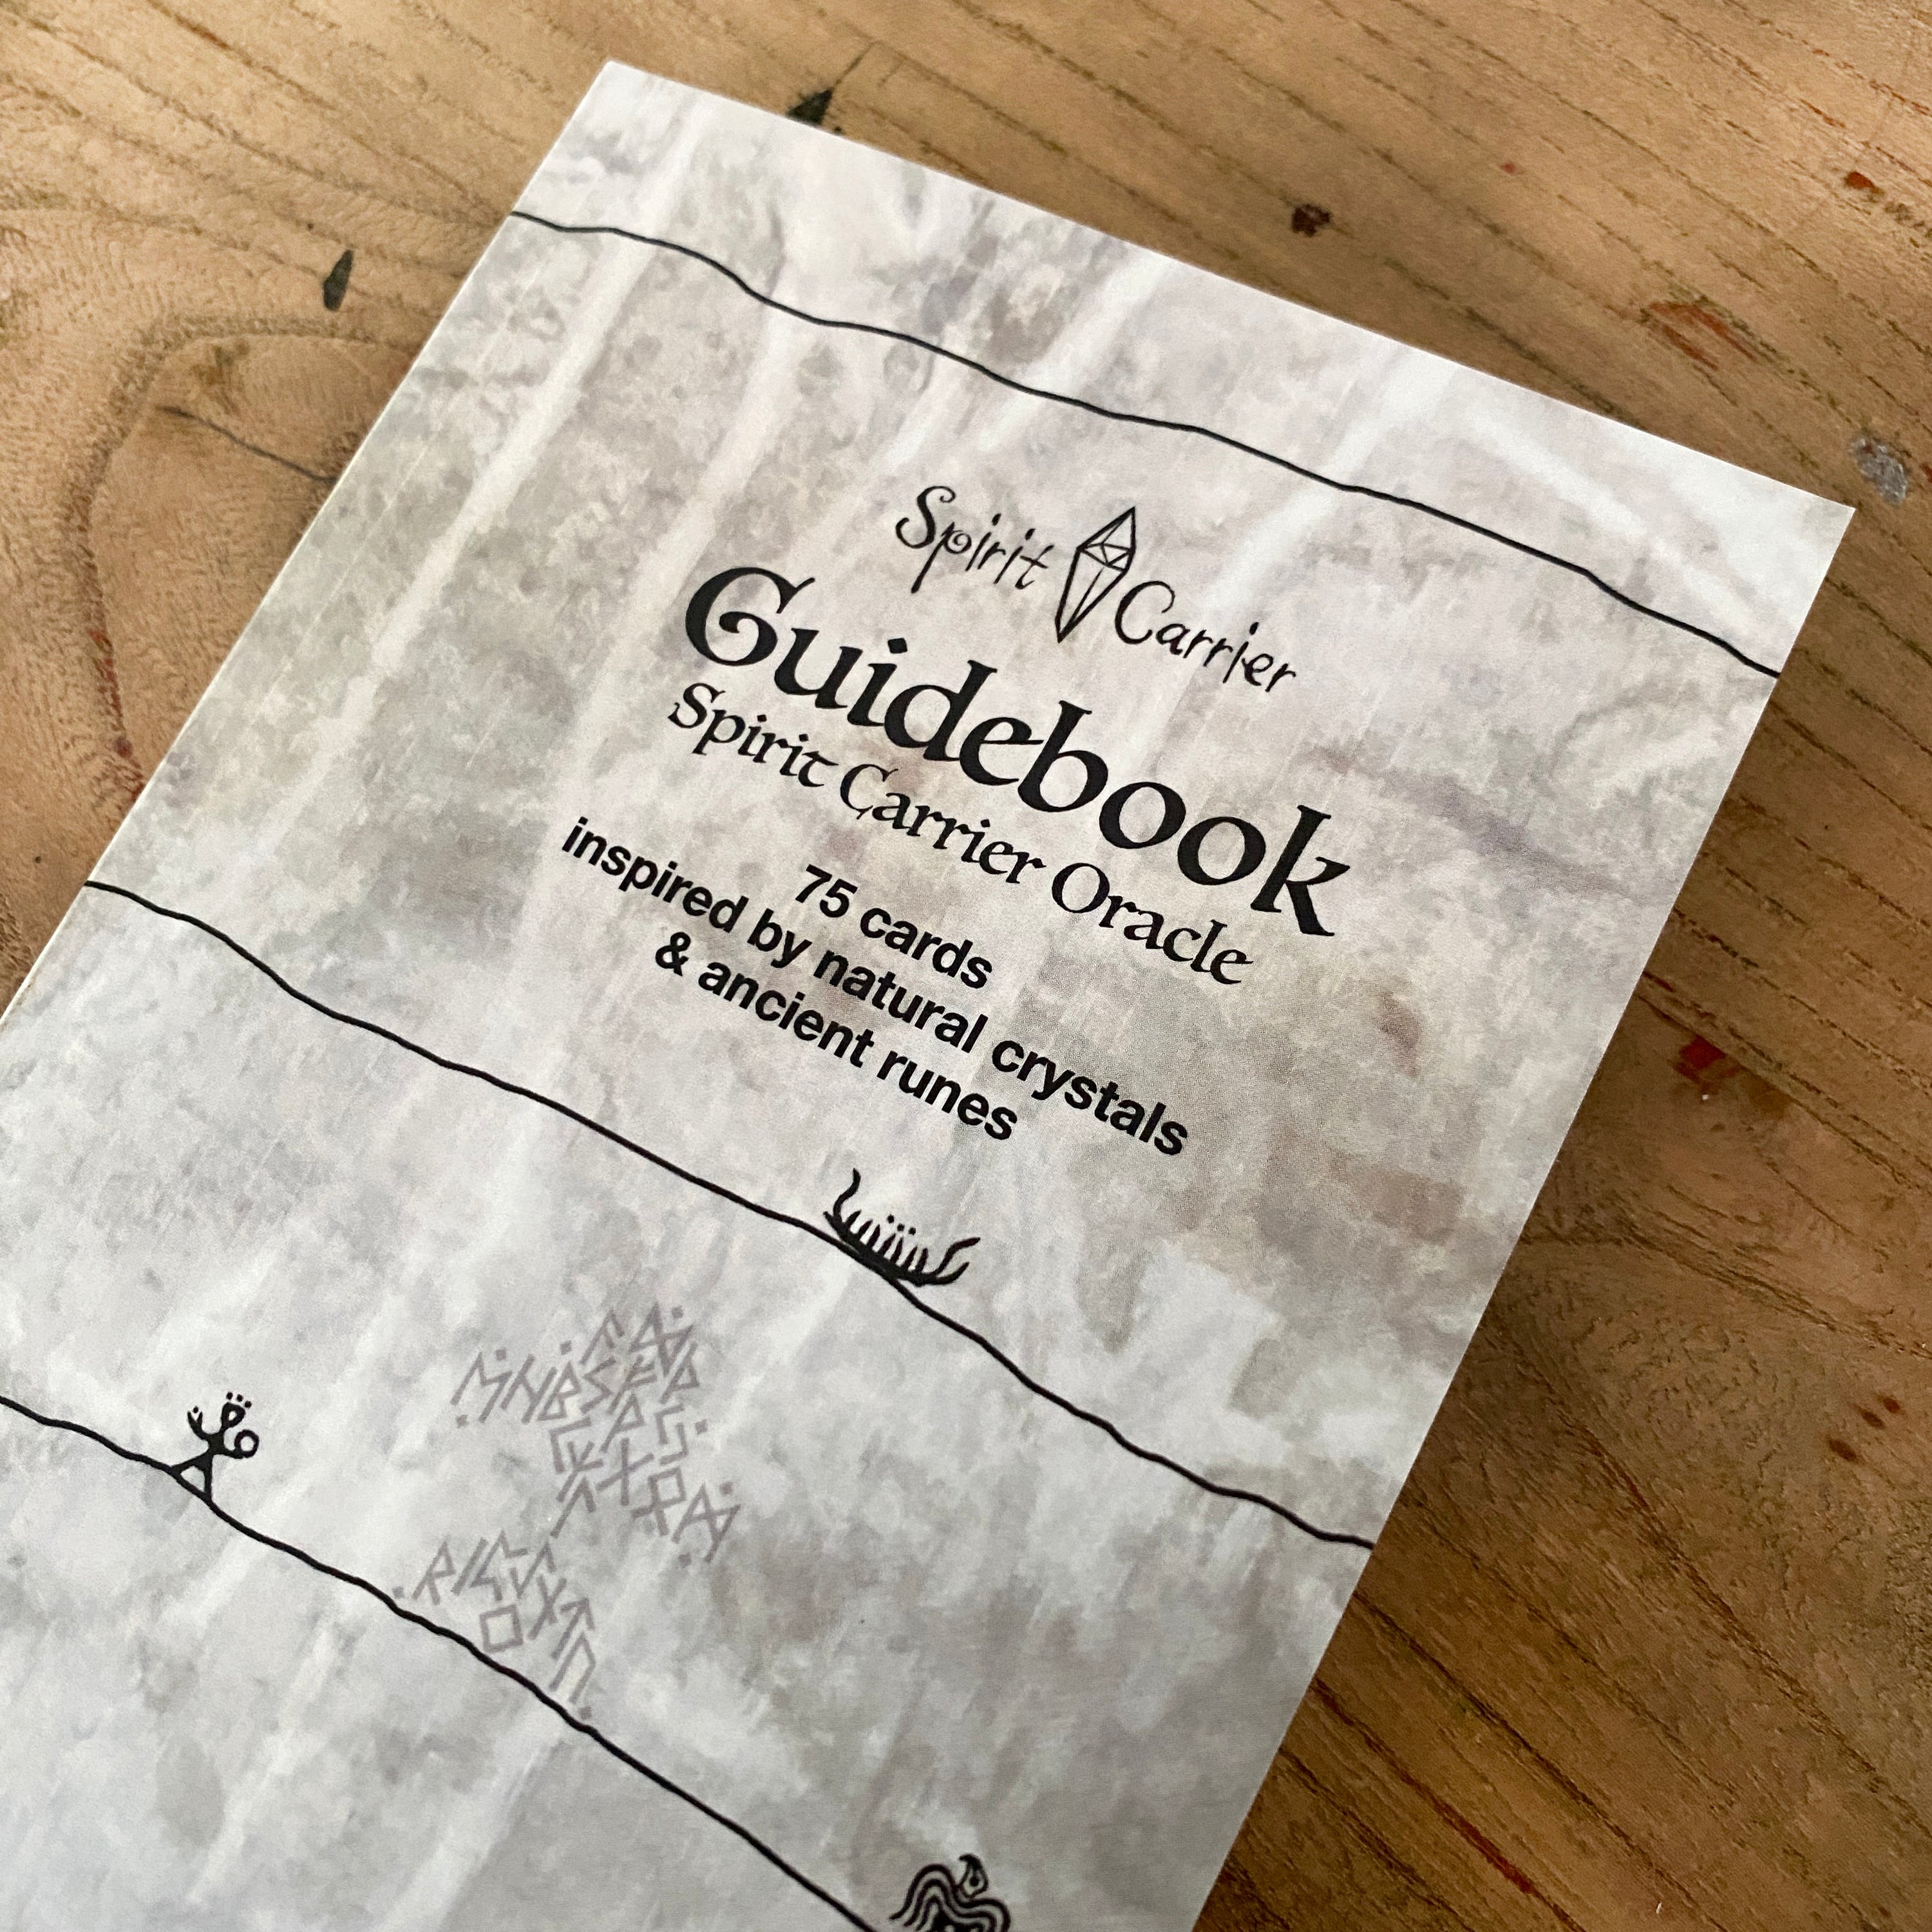 Spirit Carrier
Guidebook
Spirit Carrier Oracle
75 cards
inspired by natural crystals
& ancient runes